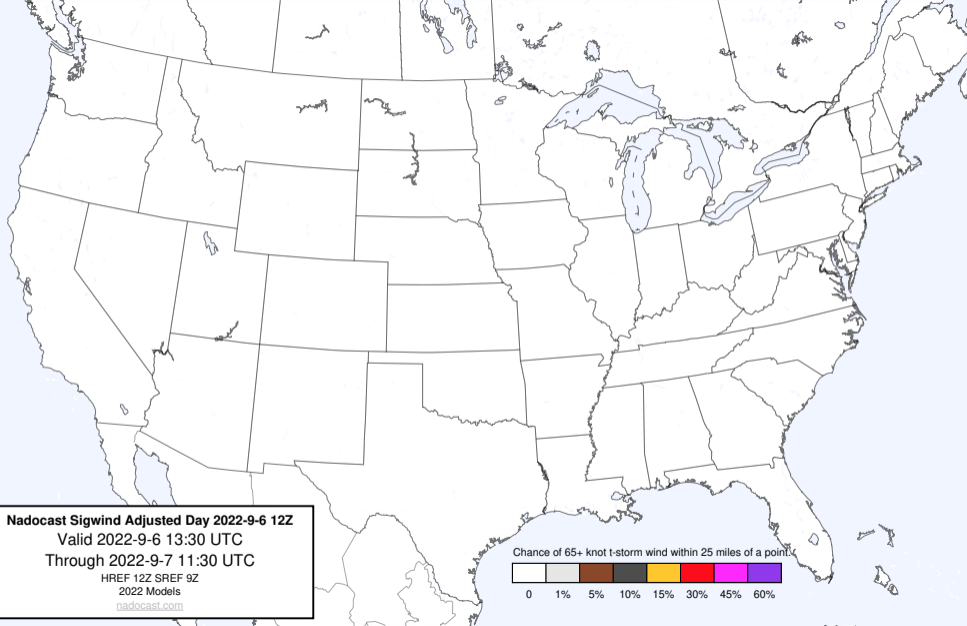 Nadocast Sigwind Adjusted Day 2022-9-6 12Z
Valid 2022-9-6 13:30 UTC
Through 2022-9-7 11:30 UTC
HREF 12Z SREF 9Z
2022 Models
nadocast.com
Chance of 65+ knot t-storm wind within 25 miles of a point.
0 1% 5% 10% 15% 30% 45% 60%